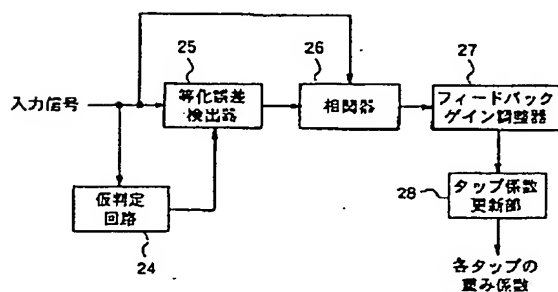 25
26
27
入力信号
等化誤差
検出器
相関器
フィードバック
ゲイン調整器
仮判定
回路
24
28
タップ係数
更新部
各タップの
重み係数